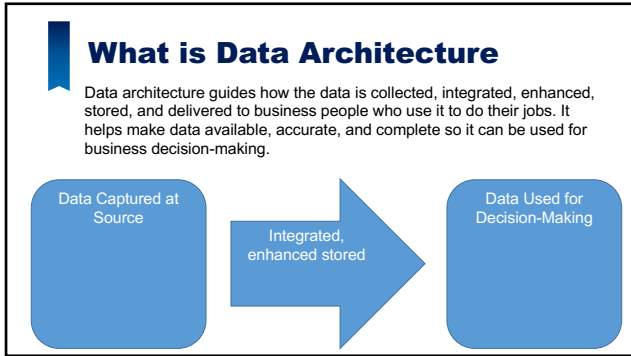 What is Data Architecture
Data architecture guides how the data is collected, integrated, enhanced,
stored, and delivered to business people who use it to do their jobs. It
helps make data available, accurate, and complete so it can be used for
business decision-making.
Data Captured at
Source
Integrated,
enhanced stored
Data Used for
Decision-Making